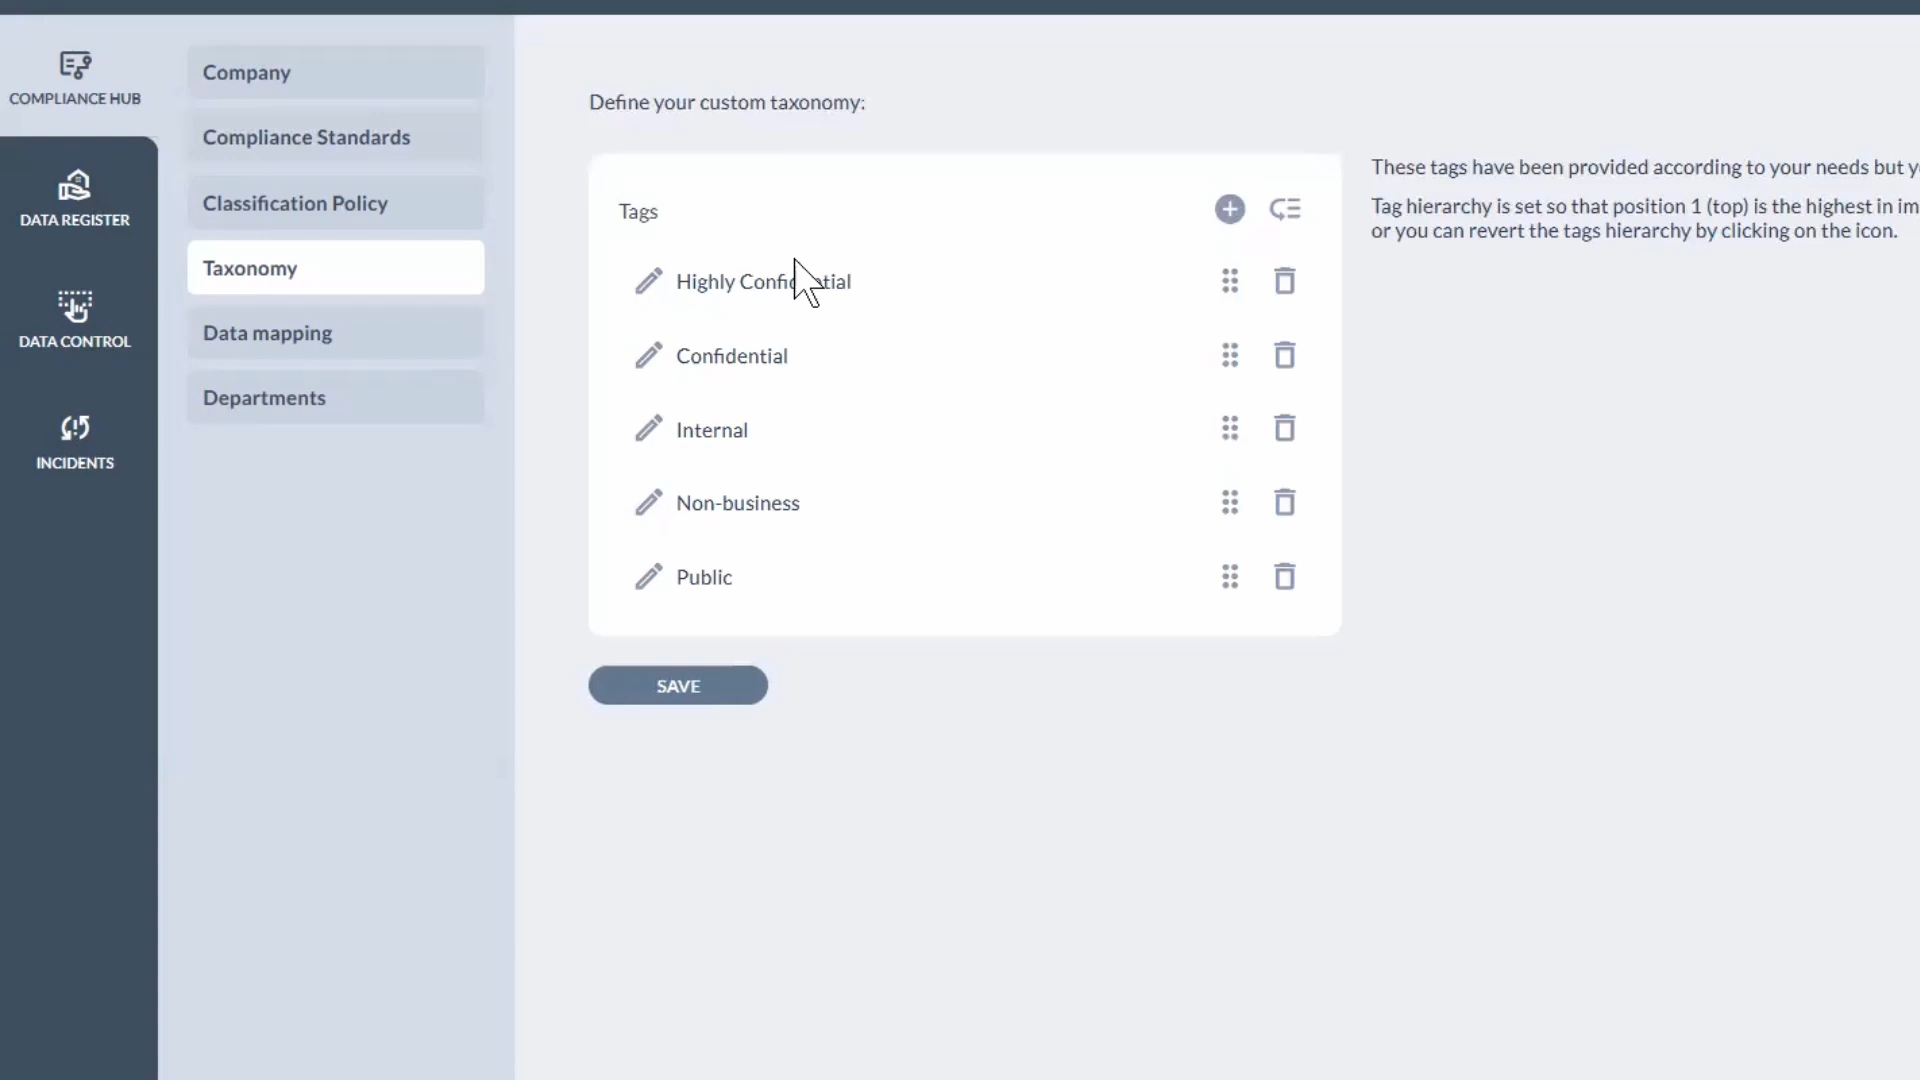 COMPLIANCE HUB
DATA REGISTER
DATA CONTROL
INCIDENTS
Company
Compliance Standards
Classification Policy
Taxonomy
Data mapping
Departments
Define your custom taxonomy:
Tags
Highly Confidential
Confidential
Internal
Non-business
Public
SAVE
These tags have been provided according to your needs but
Tag hierarchy is set so that position 1 (top) is the highest in
or you can revert the tags hierarchy by clicking on the icon.